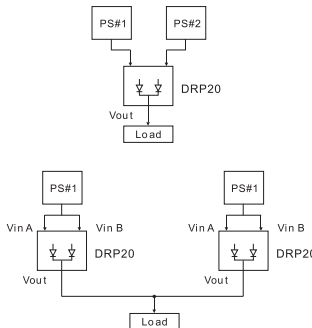 PS#1 PS#2
DRP20
Vout
Load
PS#1 PS#1
Vin A Vin B Vin A Vin B
DRP20 DRP20
Vout Vout
Load